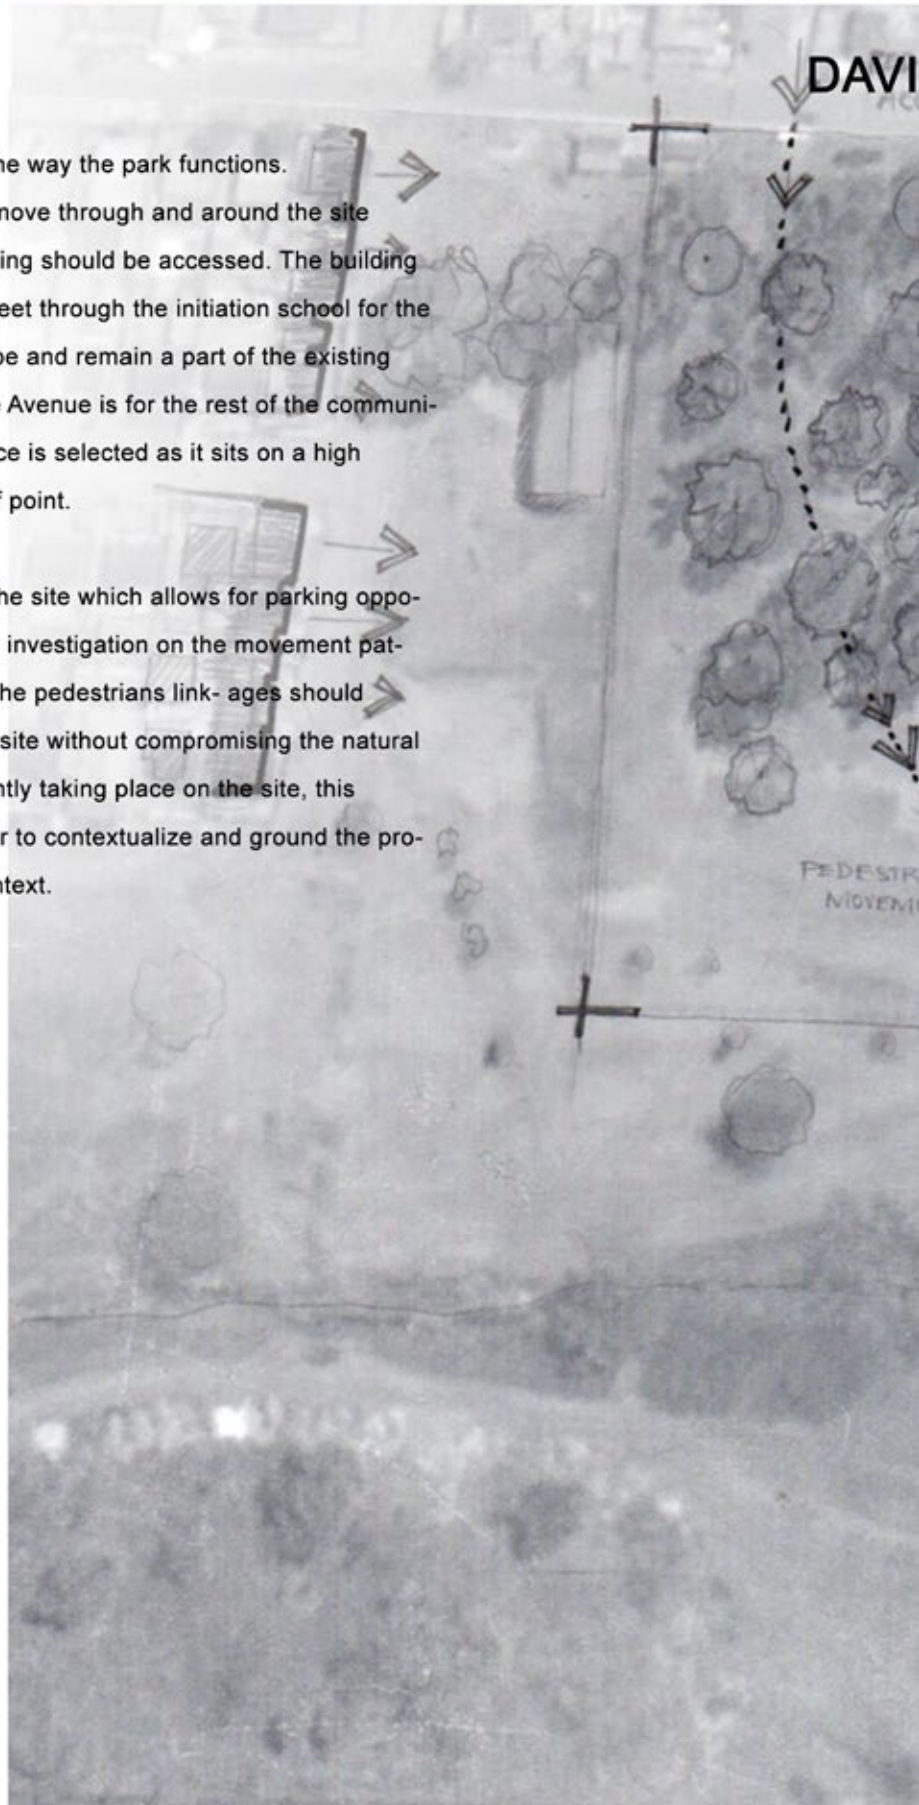 DAVI
he way the park functions.
move through and around the site
ing should be accessed. The building
eet through the initiation school for the
be and remain a part of the existing
Avenue is for the rest of the communi-
ce is selected as it sits on a high
f point.
he site which allows for parking oppo-
investigation on the movement pat-
he pedestrians link- ages should
site without compromising the natural
ntly taking place on the site, this
r to contextualize and ground the pro-
ntext.
PEDESTR
MOVEM